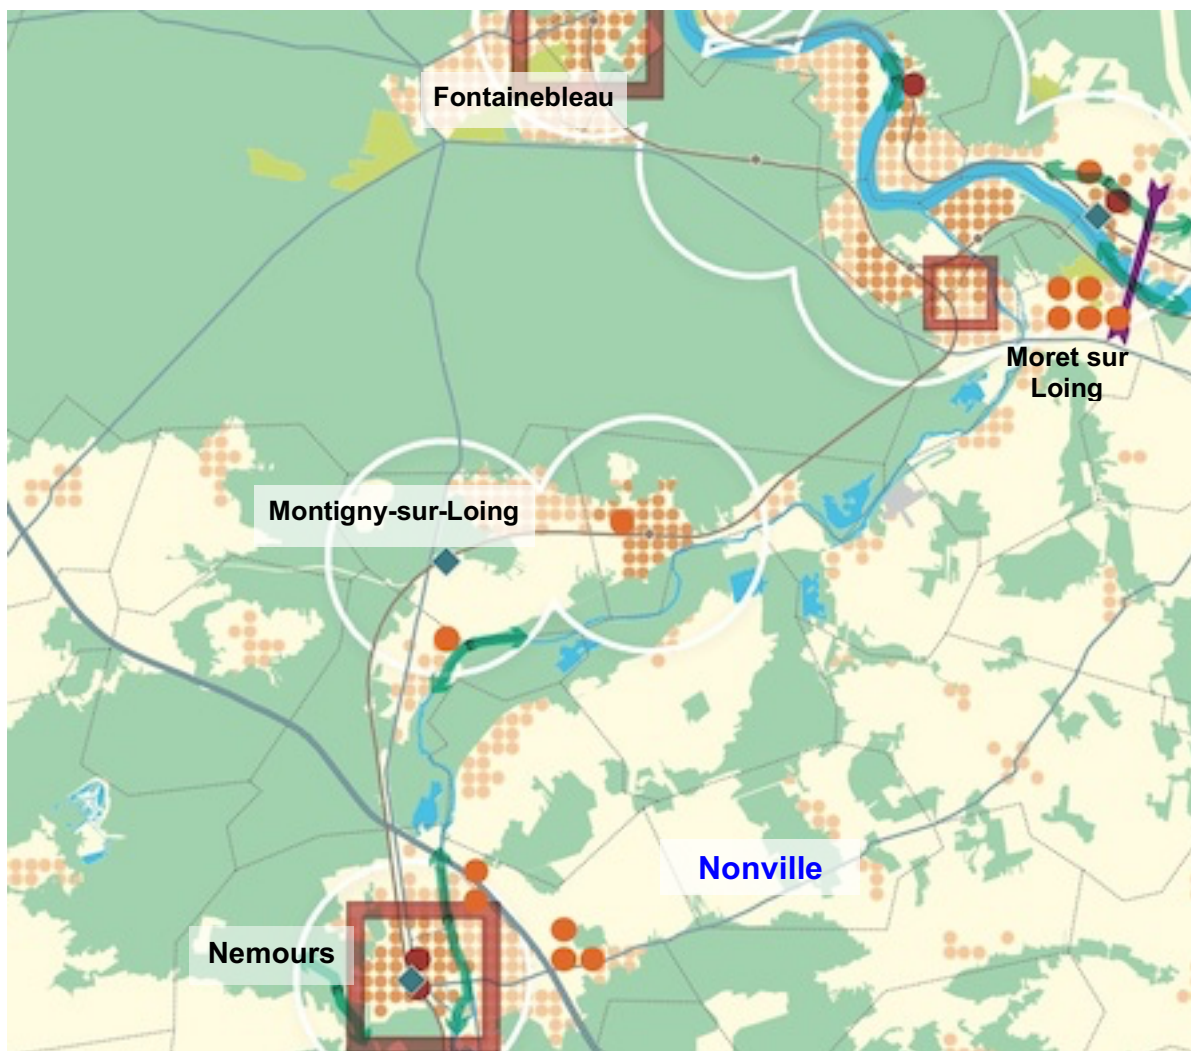 Fontainebleau
Moret sur
Loing
Montigny-sur-Loing
Nonville
Nemours